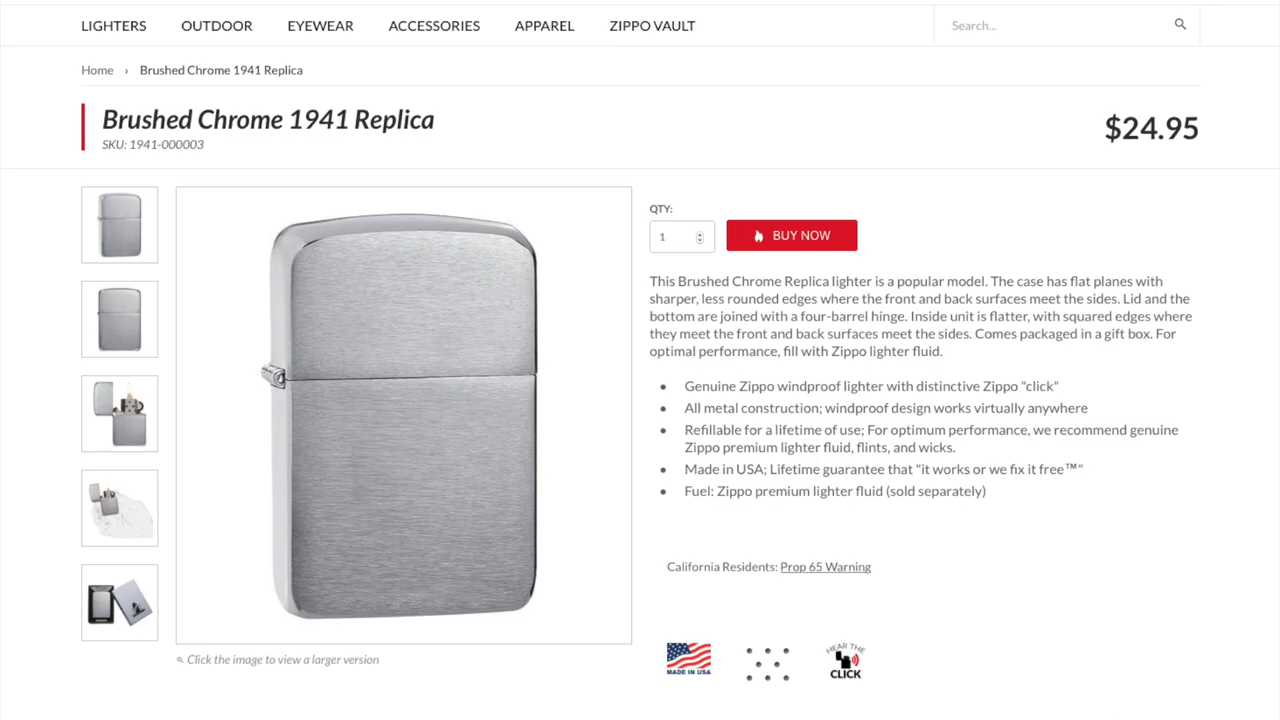 LIGHTERS OUTDOOR EYEWEAR ACCESSORIES APPAREL ZIPPO VAULT Search...
Home › Brushed Chrome 1941 Replica
Brushed Chrome 1941 Replica
SKU: 1941-000003
$24.95
QTY:
1 BUY NOW
This Brushed Chrome Replica lighter is a popular model. The case has flat planes with
sharper, less rounded edges where the front and back surfaces meet the sides. Lid and the
bottom are joined with a four-barrel hinge. Inside unit is flatter, with squared edges where
they meet the front and back surfaces meet the sides. Comes packaged in a gift box. For
optimal performance, fill with Zippo lighter fluid.
• Genuine Zippo windproof lighter with distinctive Zippo "click"
• All metal construction; windproof design works virtually anywhere
• Refillable for a lifetime of use; For optimum performance, we recommend genuine
Zippo premium lighter fluid, flints, and wicks.
• Made in USA; Lifetime guarantee that "it works or we fix it free™"
• Fuel: Zippo premium lighter fluid (sold separately)
California Residents: Prop 65 Warning
Click the image to view a larger version
MADE IN USA
HEAR THE
CLICK